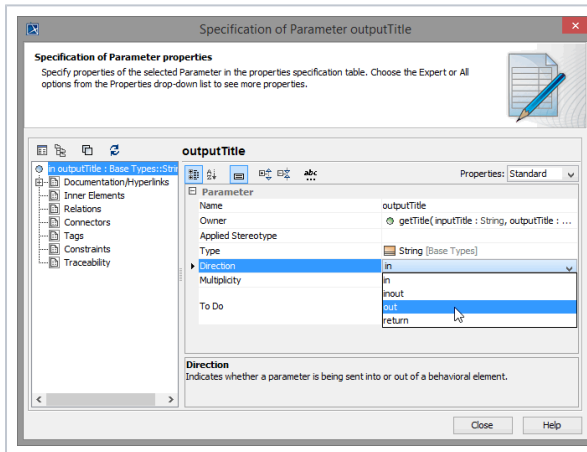 Specification of Parameter outputTitle
Specification of Parameter properties
Specify properties of the selected Parameter in the properties specification table. Choose the Expert or All
options from the Properties drop-down list to see more properties.
outputTitle
in outputTitle : Base Types::Stri
Documentation/Hyperlinks
Inner Elements
Relations
Connectors
Tags
Constraints
Traceability
abc
Properties: Standard
Parameter
Name outputTitle
Owner getTitle( inputTitle : String, outputTitle : ...
Applied Stereotype
Type String [Base Types]
Direction in
Multiplicity in
inout
To Do out
return
Direction
Indicates whether a parameter is being sent into or out of a behavioral element.
Close Help